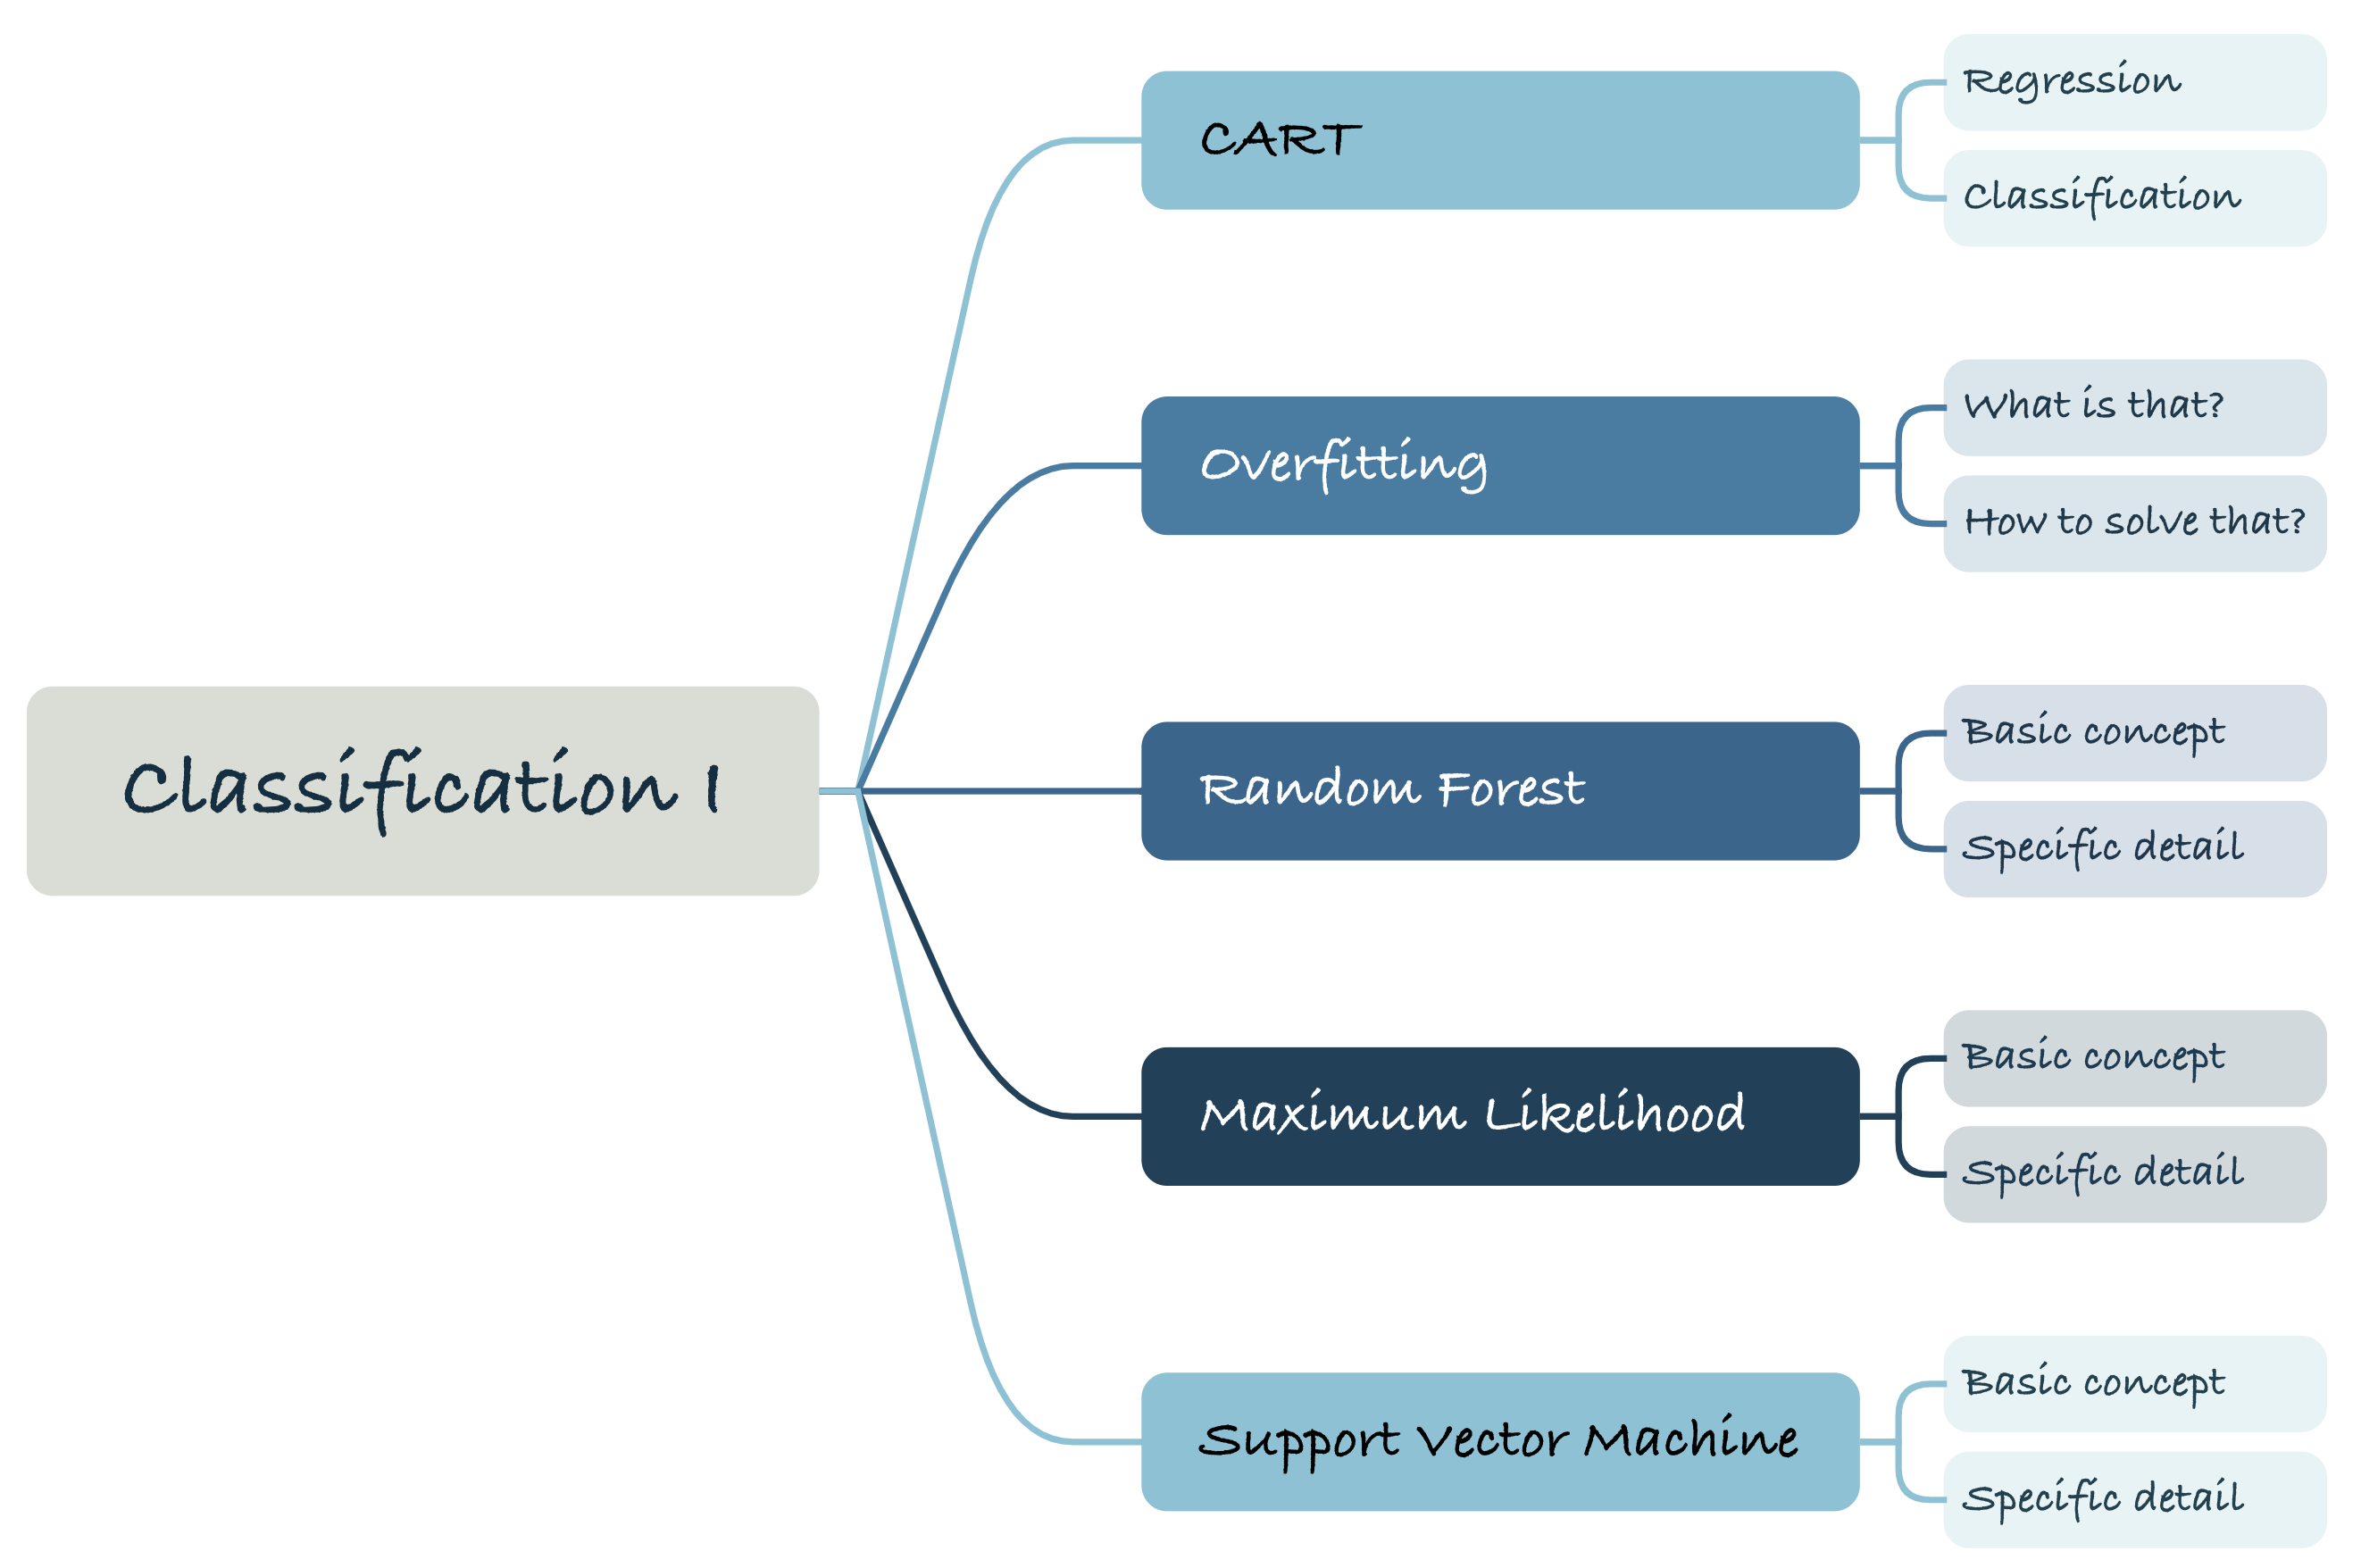 Classification I
CART
Regression
Classification
Overfitting
What is that?
How to solve that?
Random Forest
Basic concept
Specific detail
Maximum Likelihood
Basic concept
Specific detail
Support Vector Machine
Basic concept
Specific detail